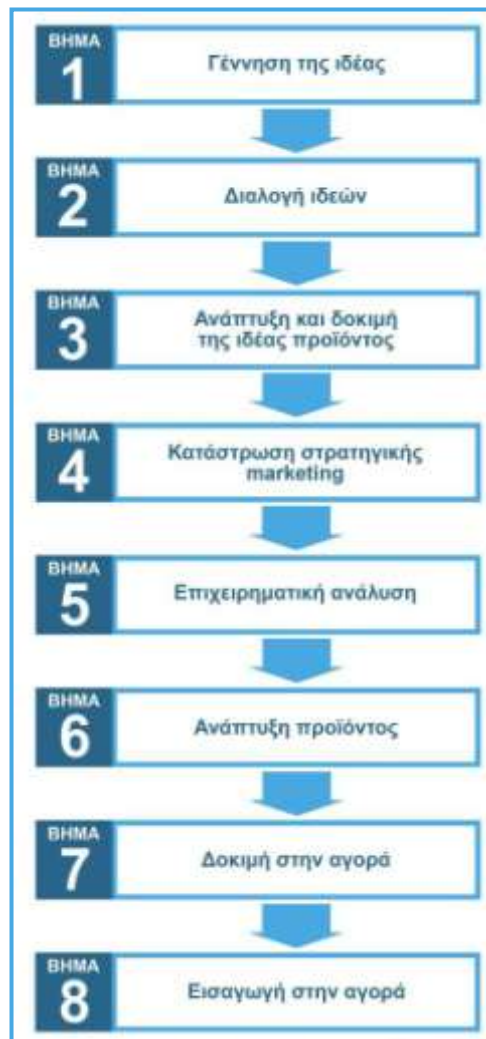 ΒΗΜΑ
1
Γέννηση της ιδέας
ΒΗΜΑ
2
Διαλογή ιδεών
ΒΗΜΑ
3
Ανάπτυξη και δοκιμή
της ιδέας προϊόντος
ΒΗΜΑ
4
Κατάστρωση στρατηγικής
marketing
ΒΗΜΑ
5
Επιχειρηματική ανάλυση
ΒΗΜΑ
6
Ανάπτυξη προϊόντος
ΒΗΜΑ
7
Δοκιμή στην αγορά
ΒΗΜΑ
8
Εισαγωγή στην αγορά